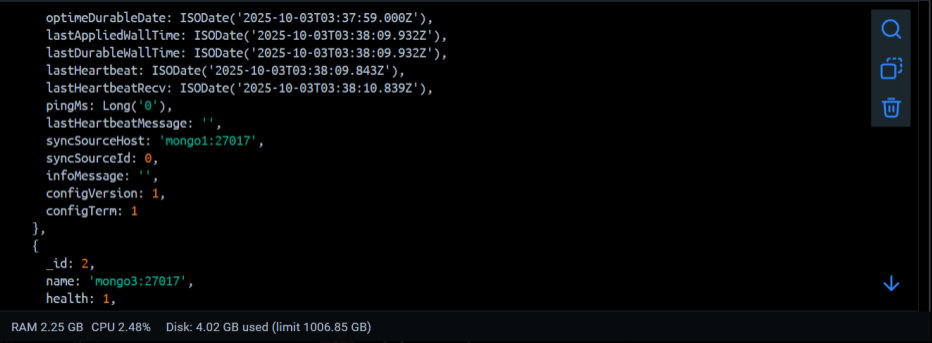 optimeDurableDate: ISODate('2025-10-03T03:37:59.000Z'),
lastAppliedWallTime: ISODate('2025-10-03T03:38:09.932Z'),
lastDurableWallTime: ISODate('2025-10-03T03:38:09.932Z'),
lastHeartbeat: ISODate('2025-10-03T03:38:09.843Z'),
lastHeartbeatRecv: ISODate('2025-10-03T03:38:10.839Z'),
pingMs: Long('0'),
lastHeartbeatMessage: '',
syncSourceHost: 'mongo1:27017',
syncSourceId: 0,
infoMessage: '',
configVersion: 1,
configTerm: 1
},
{
_id: 2,
name: 'mongo3:27017',
health: 1,
RAM 2.25 GB CPU 2.48% Disk: 4.02 GB used (limit 1006.85 GB)